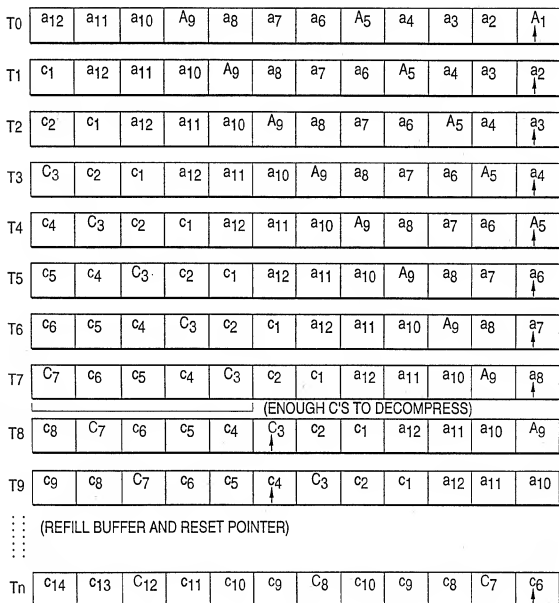 T0 a12 a11 a10 A9 a8 a7 a6 A5 a4 a3 a2 A1
T1 c1 a12 a11 a10 A9 a8 a7 a6 A5 a4 a3 a2
T2 c2 c1 a12 a11 a10 A9 a8 a7 a6 A5 a4 a3
T3 C3 c2 c1 a12 a11 a10 A9 a8 a7 a6 A5 a4
T4 c4 C3 c2 c1 a12 a11 a10 A9 a8 a7 a6 A5
T5 c5 c4 C3 c2 c1 a12 a11 a10 A9 a8 a7 a6
T6 c6 c5 c4 C3 c2 c1 a12 a11 a10 A9 a8 a7
T7 C7 c6 c5 c4 C3 c2 c1 a12 a11 a10 A9 a8
(ENOUGH C'S TO DECOMPRESS)
T8 c8 C7 c6 c5 c4 C3 c2 c1 a12 a11 a10 A9
T9 c9 c8 C7 c6 c5 c4 C3 c2 c1 a12 a11 a10
(REFILL BUFFER AND RESET POINTER)
Tn c14 c13 C12 c11 c10 c9 C8 c10 c9 c8 C7 c6